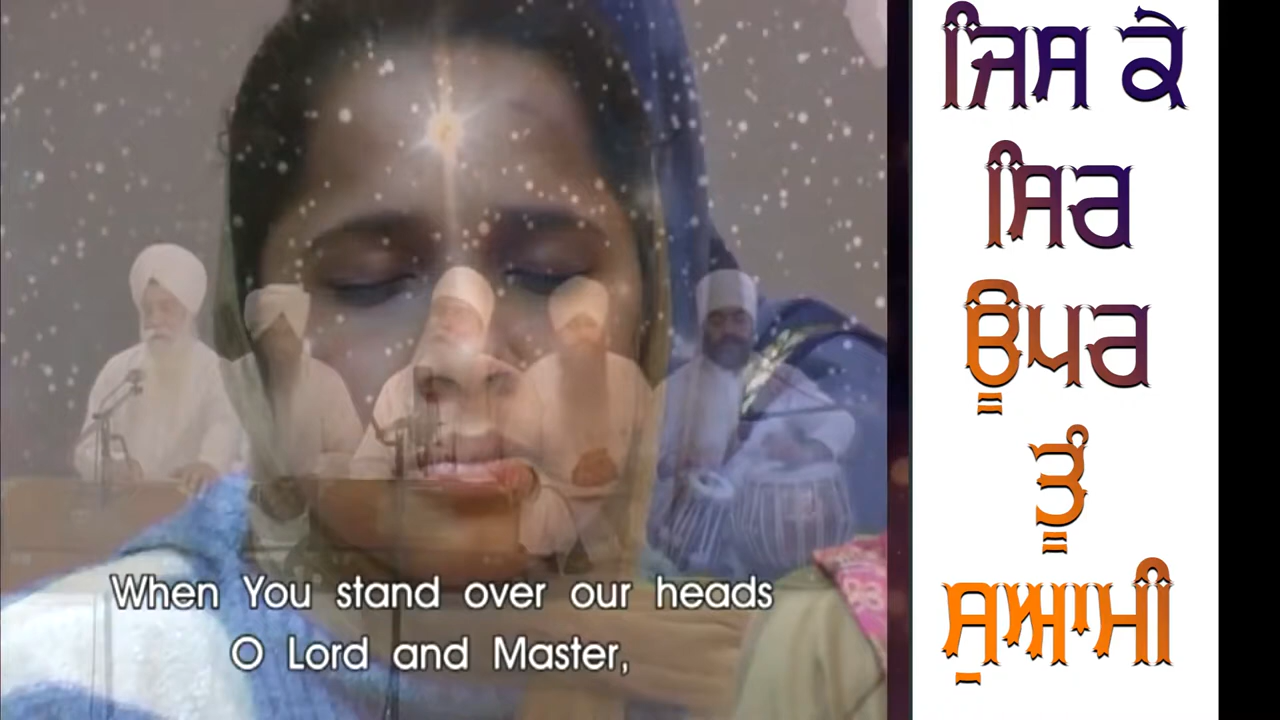 When You stand over our heads
O Lord and Master,
ਜਿਸ ਕੇ
ਸਿਰ
ਊਪਰ
ਤੂੰ
ਸੁਆਮੀ